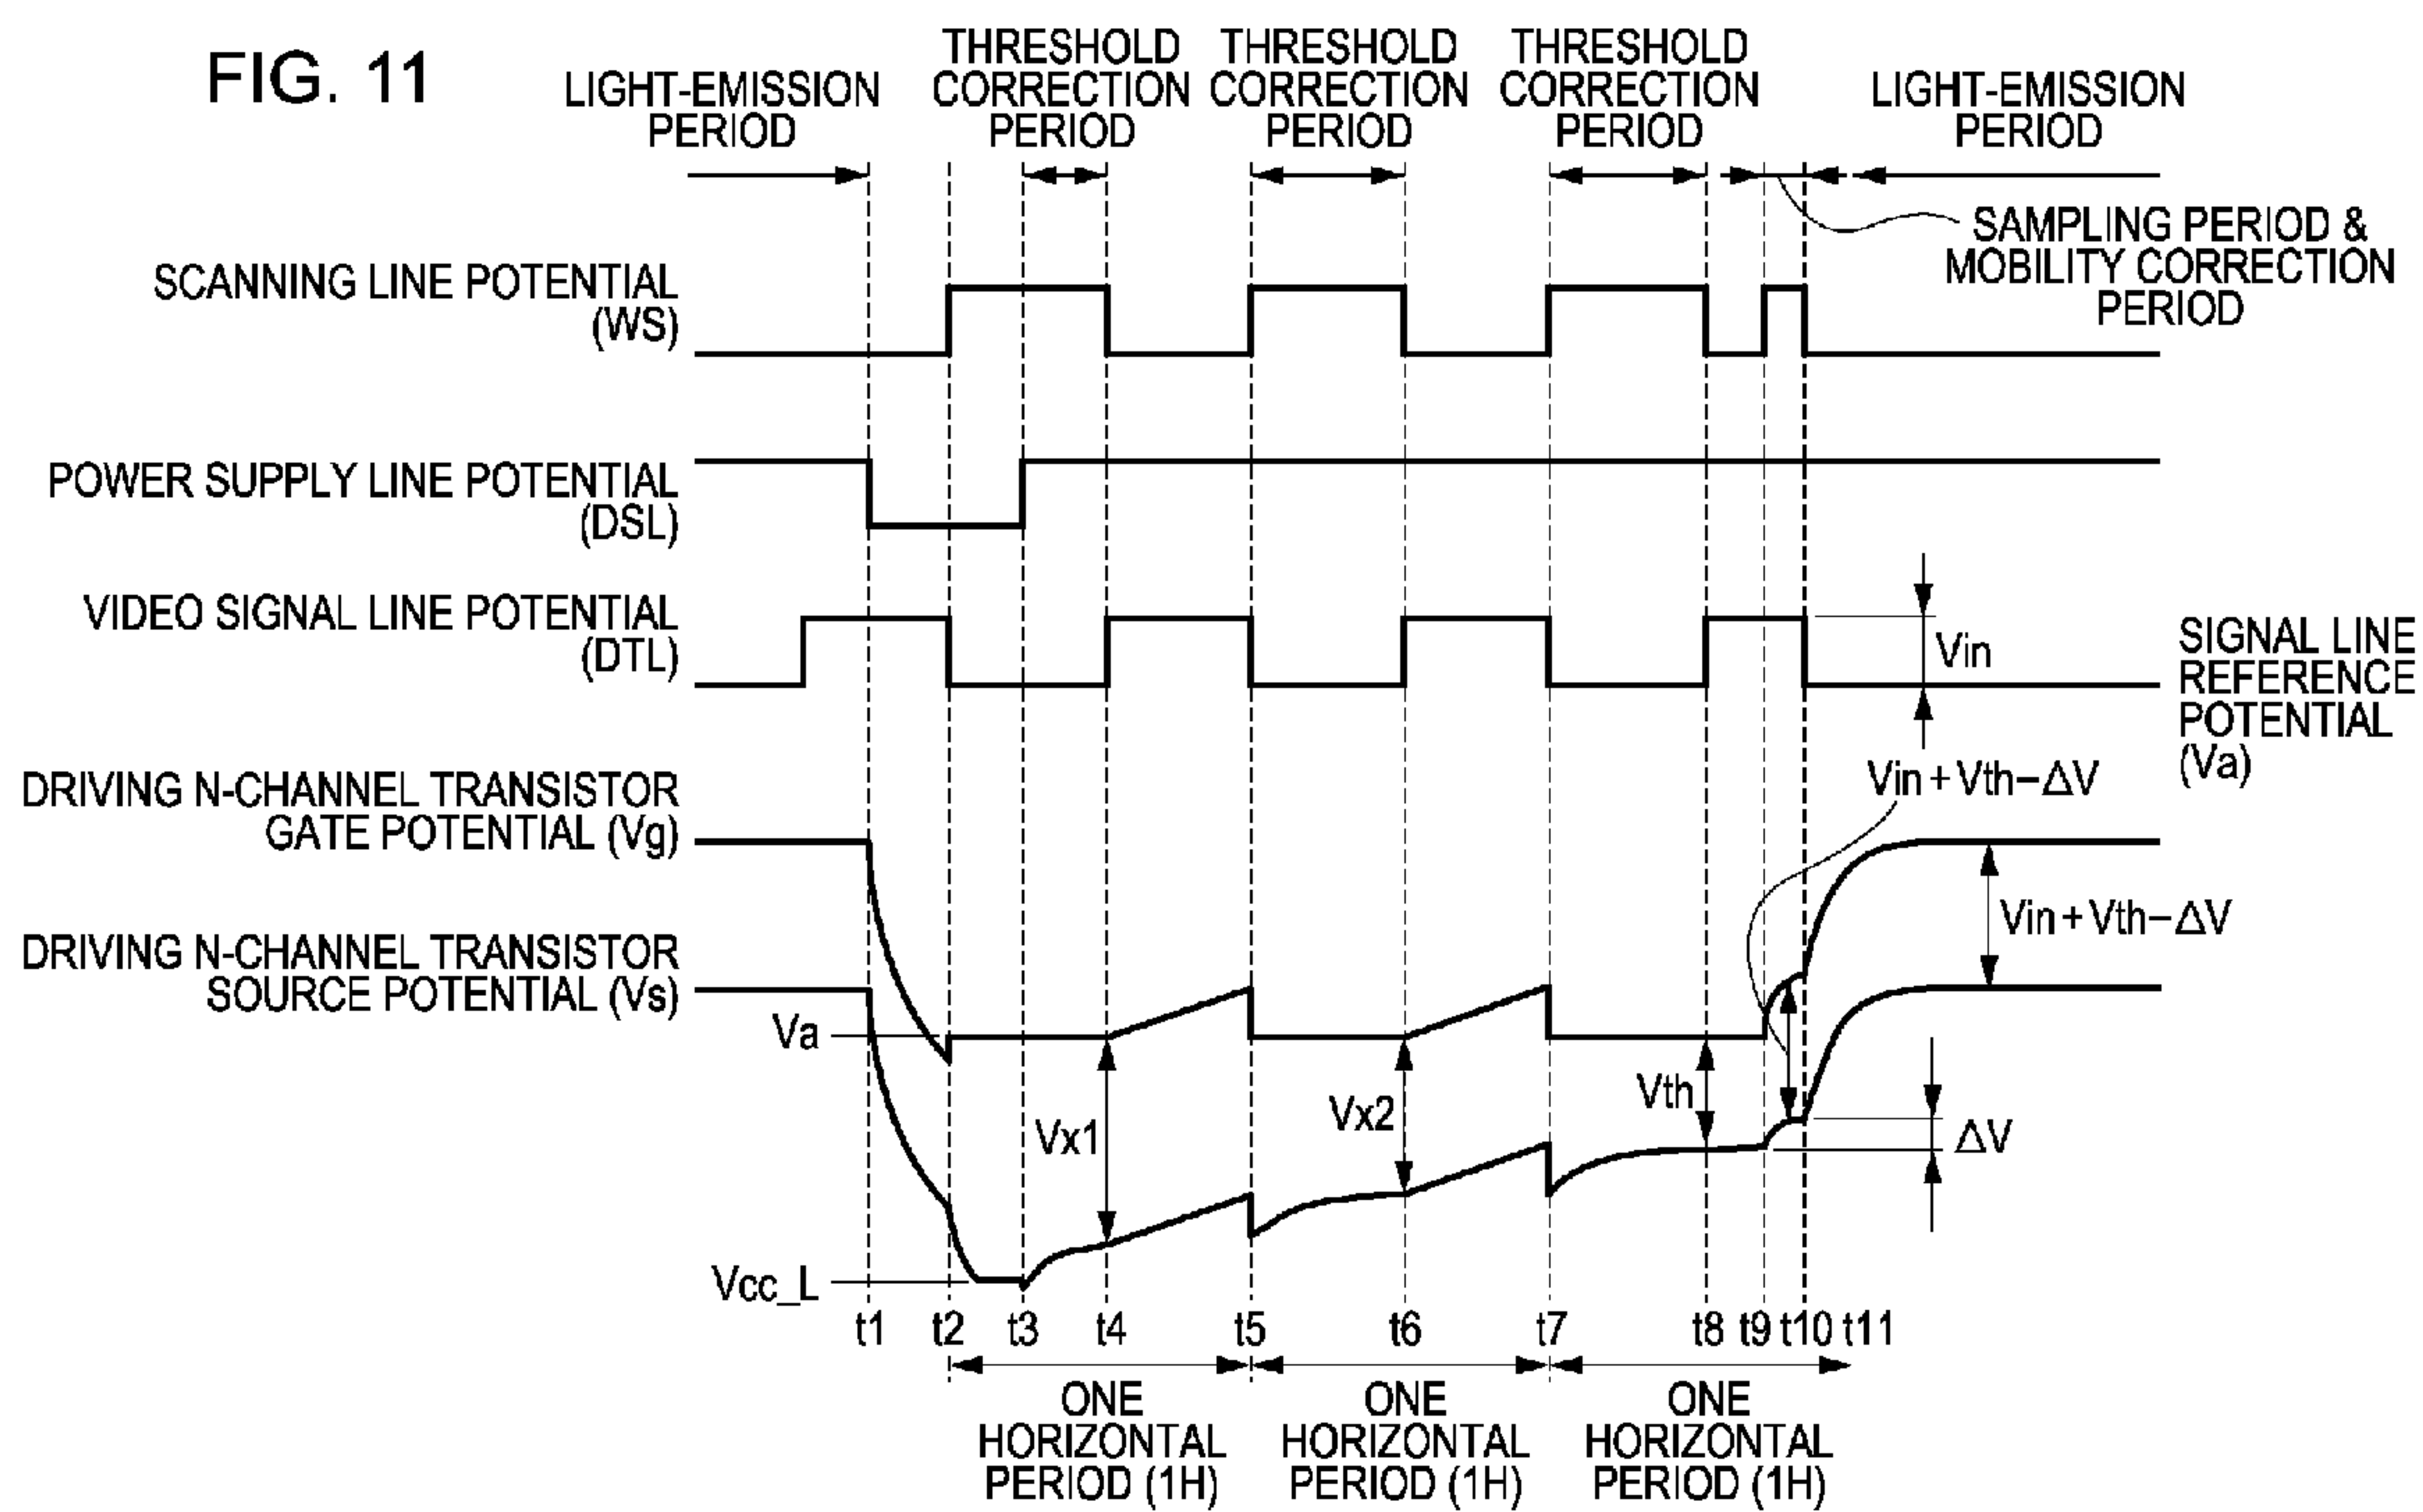 FIG. 11
LIGHT-EMISSION
PERIOD
THRESHOLD
CORRECTION
PERIOD
THRESHOLD
CORRECTION
PERIOD
THRESHOLD
CORRECTION
PERIOD
LIGHT-EMISSION
PERIOD
SAMPLING PERIOD &
MOBILITY CORRECTION
PERIOD
SCANNING LINE POTENTIAL
(WS)
POWER SUPPLY LINE POTENTIAL
(DSL)
VIDEO SIGNAL LINE POTENTIAL
(DTL)
Vin
SIGNAL LINE
REFERENCE
POTENTIAL
(Va)
DRIVING N-CHANNEL TRANSISTOR
GATE POTENTIAL (Vg)
Vin+Vth−ΔV
DRIVING N-CHANNEL TRANSISTOR
SOURCE POTENTIAL (Vs)
Vin+Vth−ΔV
Va
Vx1
Vx2
Vth
ΔV
Vcc_L
t1 t2 t3 t4 t5 t6 t7 t8 t9 t10 t11
ONE
HORIZONTAL
PERIOD (1H)
ONE
HORIZONTAL
PERIOD (1H)
ONE
HORIZONTAL
PERIOD (1H)